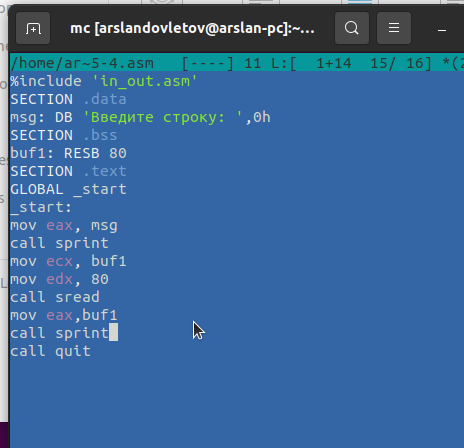 mc [arslandovletov@arslan-pc]:~...
/home/ar~5-4.asm [----] 11 L:[ 1+14 15/ 16] *(2
%include 'in_out.asm'
SECTION .data
msg: DB 'Введите строку: ',0h
SECTION .bss
buf1: RESB 80
SECTION .text
GLOBAL _start
_start:
mov eax, msg
call sprint
mov ecx, buf1
mov edx, 80
call sread
mov eax,buf1
call sprint
call quit